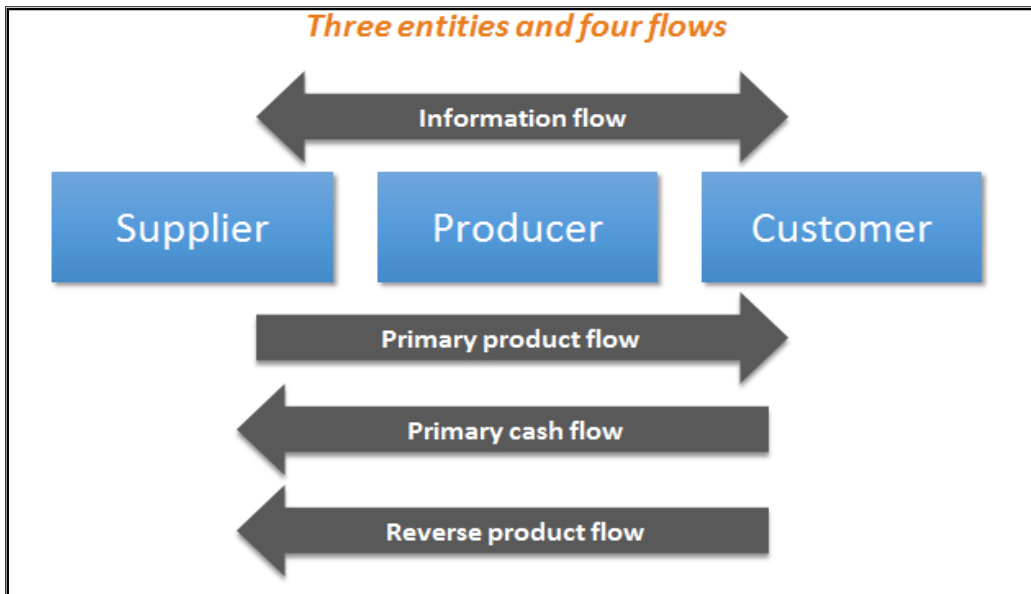 Three entities and four flows
Information flow
Supplier
Producer
Customer
Primary product flow
Primary cash flow
Reverse product flow